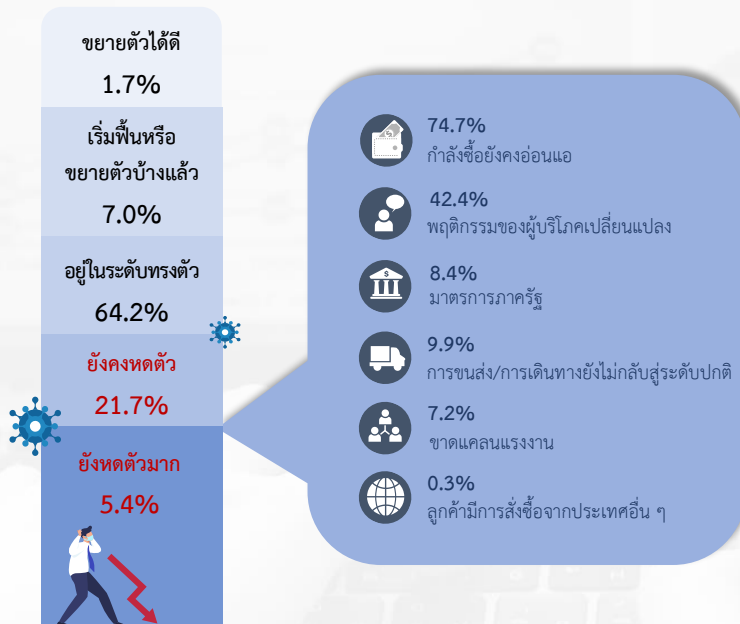 ขยายตัวได้ดี
1.7%
เริ่มฟื้นหรือ
ขยายตัวบ้างแล้ว
7.0%
อยู่ในระดับทรงตัว
64.2%
ยังคงหดตัว
21.7%
ยังหดตัวมาก
5.4%
74.7%
กำลังซื้อยังคงอ่อนแอ
42.4%
พฤติกรรมของผู้บริโภคเปลี่ยนแปลง
8.4%
มาตรการภาครัฐ
9.9%
การขนส่ง/การเดินทางยังไม่กลับสู่ระดับปกติ
7.2%
ขาดแคลนแรงงาน
0.3%
ลูกค้ามีการสั่งซื้อจากประเทศอื่น ๆ